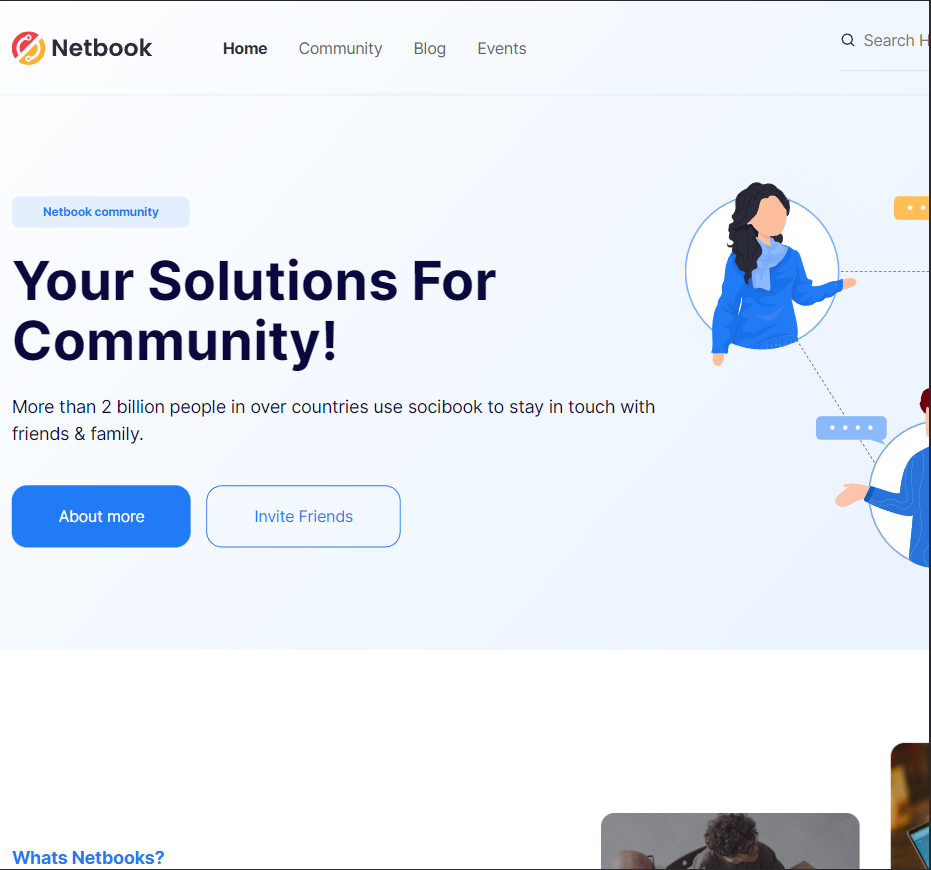 Netbook
Home
Community
Blog
Events
Search H
Netbook community
Your Solutions For
Community!
More than 2 billion people in over countries use socibook to stay in touch with
friends & family.
About more
Invite Friends
Whats Netbooks?